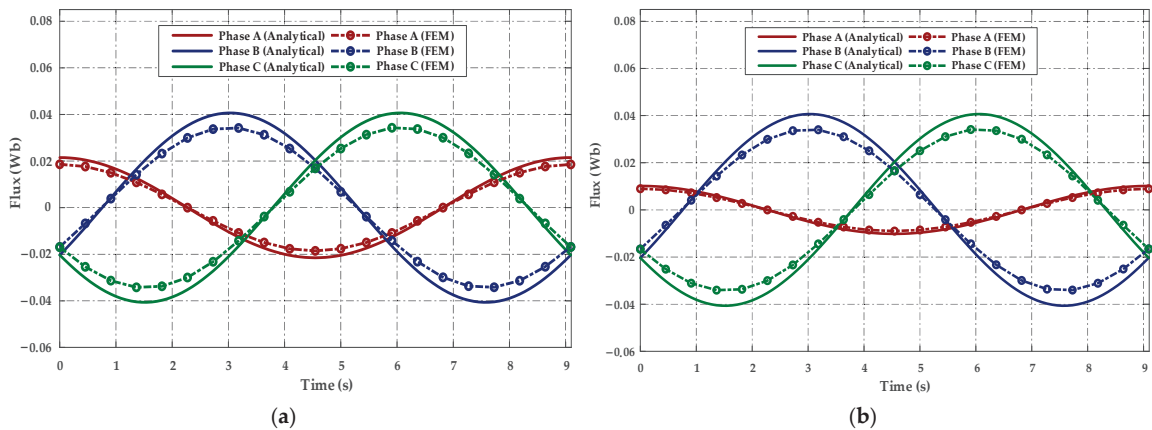 0.08
0.06
0.04
0.02
0
−0.02
−0.04
−0.06
Flux (Wb)
Phase A (Analytical) Phase A (FEM)
Phase B (Analytical) Phase B (FEM)
Phase C (Analytical) Phase C (FEM)
0 1 2 3 4 5 6 7 8 9
Time (s)
(a)
0.08
0.06
0.04
0.02
0
−0.02
−0.04
−0.06
Flux (Wb)
Phase A (Analytical) Phase A (FEM)
Phase B (Analytical) Phase B (FEM)
Phase C (Analytical) Phase C (FEM)
0 1 2 3 4 5 6 7 8 9
Time (s)
(b)